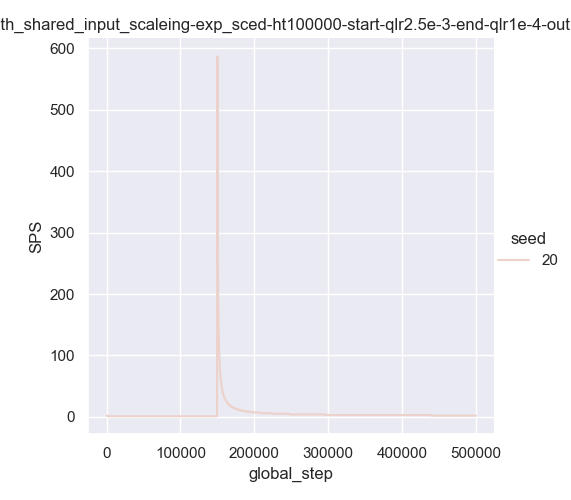 th_shared_input_scaleing-exp_sced-ht100000-start-qlr2.5e-3-end-qlr1e-4-out
600
500
400
300
200
100
0
SPS
0 100000 200000 300000 400000 500000
global_step
seed
20